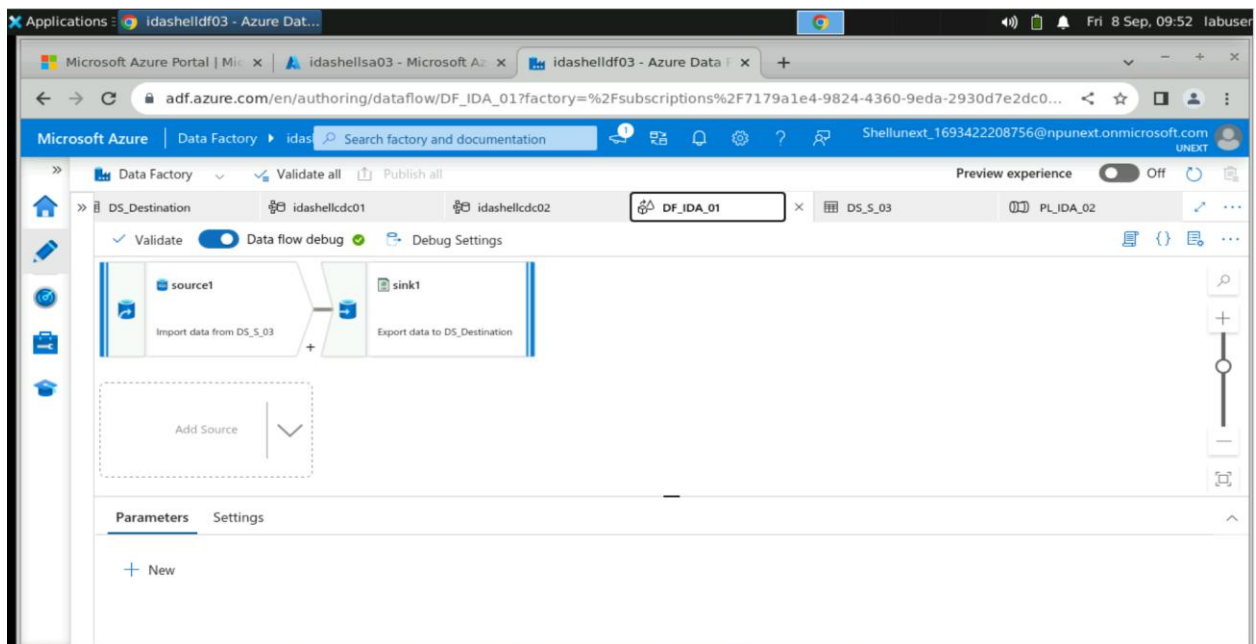 Applications
idashelldf03 - Azure Dat...
Fri 8 Sep, 09:52 labuser
Microsoft Azure Portal | Mic
idashellsa03 - Microsoft Az
idashelldf03 - Azure Data F
adf.azure.com/en/authoring/dataflow/DF_IDA_01?factory=%2Fsubscriptions%2F7179a1e4-9824-4360-9eda-2930d7e2dc0...
Microsoft Azure | Data Factory idas Search factory and documentation 1 ? Shellunext_1693422208756@npunext.onmicrosoft.com
UNEXT
Data Factory Validate all Publish all Preview experience Off
DS_Destination idashellcdc01 idashellcdc02 DF_IDA_01 DS_S_03 PL_IDA_02
Validate Data flow debug Debug Settings
source1
Import data from DS_S_03
sink1
Export data to DS_Destination
Add Source
Parameters Settings
New